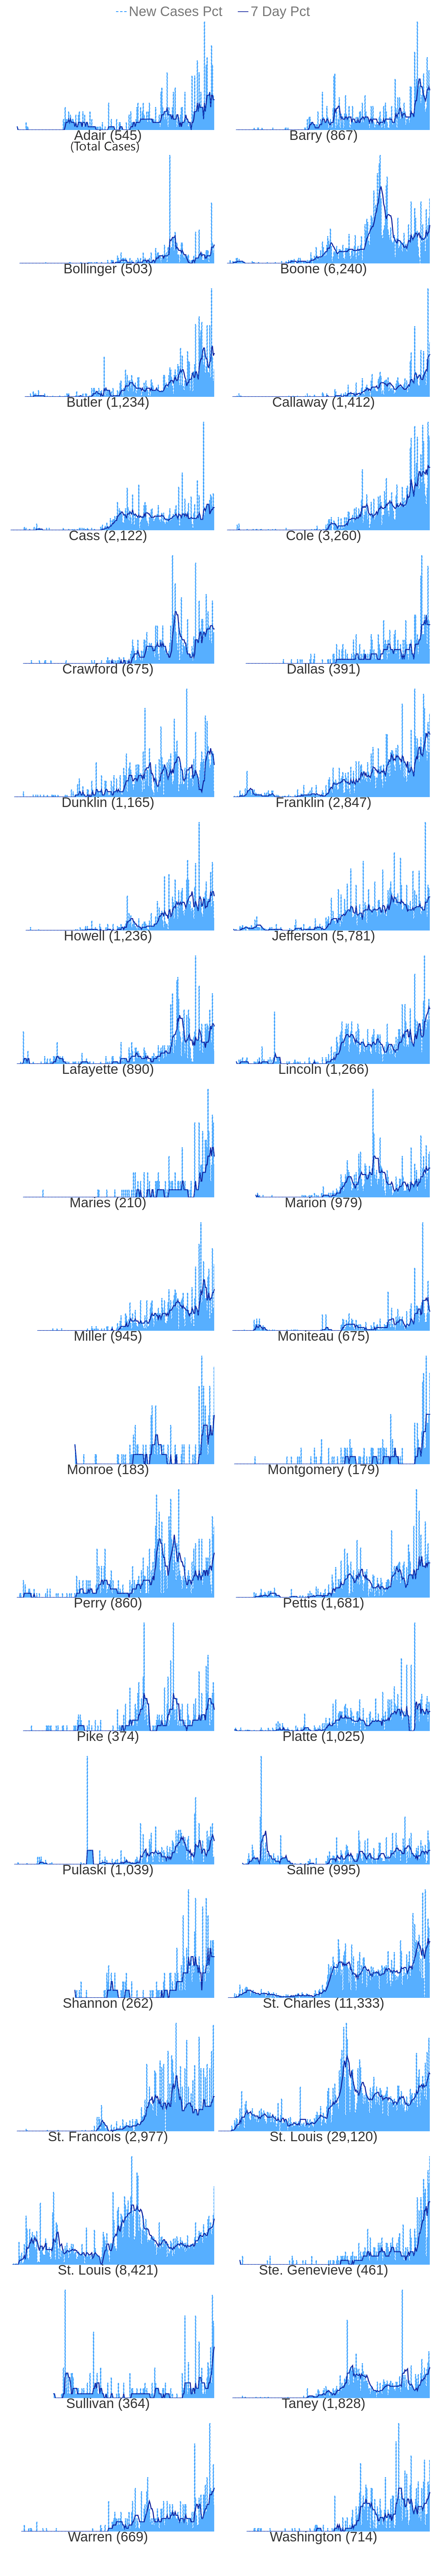 New Cases Pct 7 Day Pct
Adair (545) Barry (867)
(Total Cases)
Bollinger (503) Boone (6,240)
Butler (1,234) Callaway (1,412)
Cass (2,122) Cole (3,260)
Crawford (675) Dallas (391)
Dunklin (1,165) Franklin (2,847)
Howell (1,236) Jefferson (5,781)
Lafayette (890) Lincoln (1,266)
Maries (210) Marion (979)
Miller (945) Moniteau (675)
Monroe (183) Montgomery (179)
Perry (860) Pettis (1,681)
Pike (374) Platte (1,025)
Pulaski (1,039) Saline (995)
Shannon (262) St. Charles (11,333)
St. Francois (2,977) St. Louis (29,120)
St. Louis (8,421) Ste. Genevieve (461)
Sullivan (364) Taney (1,828)
Warren (669) Washington (714)